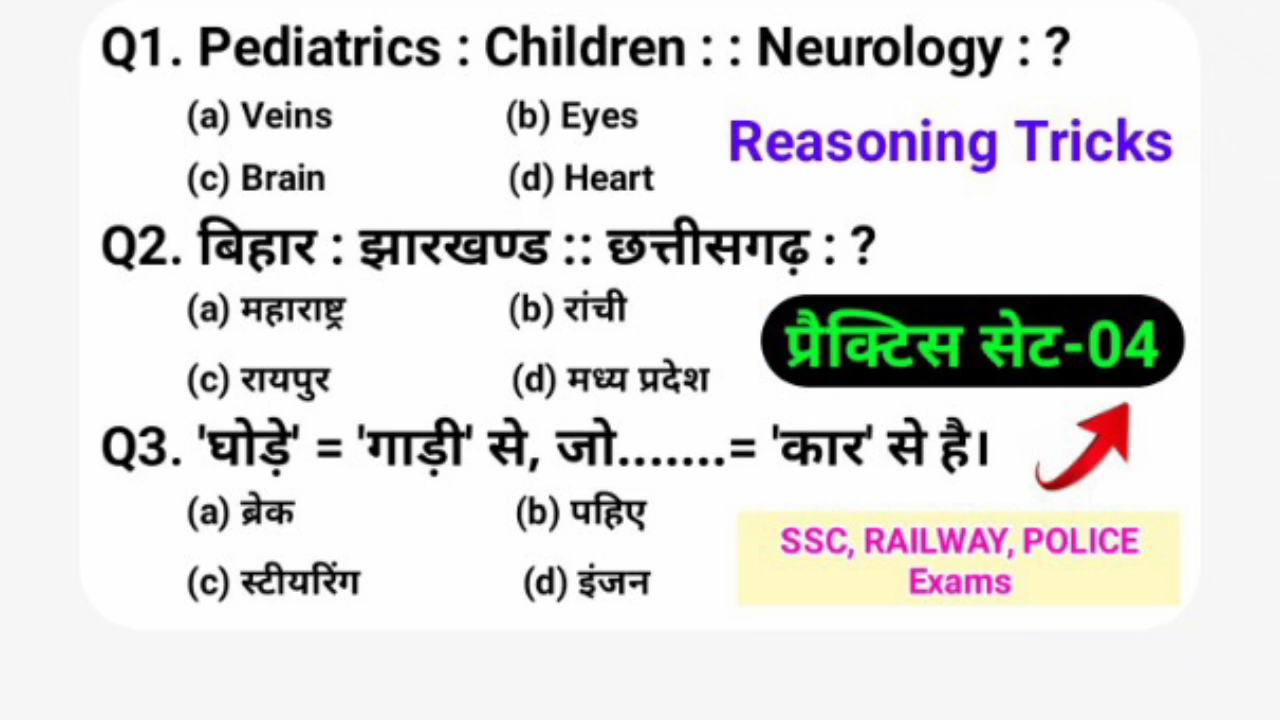 Q1. Pediatrics : Children : : Neurology : ?
(a) Veins (b) Eyes
Reasoning Tricks
(c) Brain (d) Heart
Q2. बिहार : झारखण्ड :: छत्तीसगढ़ : ?
(a) महाराष्ट्र (b) रांची
प्रैक्टिस सेट-04
(c) रायपुर (d) मध्य प्रदेश
Q3. 'घोड़े' = 'गाड़ी' से, जो.......= 'कार' से है।
(a) ब्रेक (b) पहिए
SSC, RAILWAY, POLICE
Exams
(c) स्टीयरिंग (d) इंजन